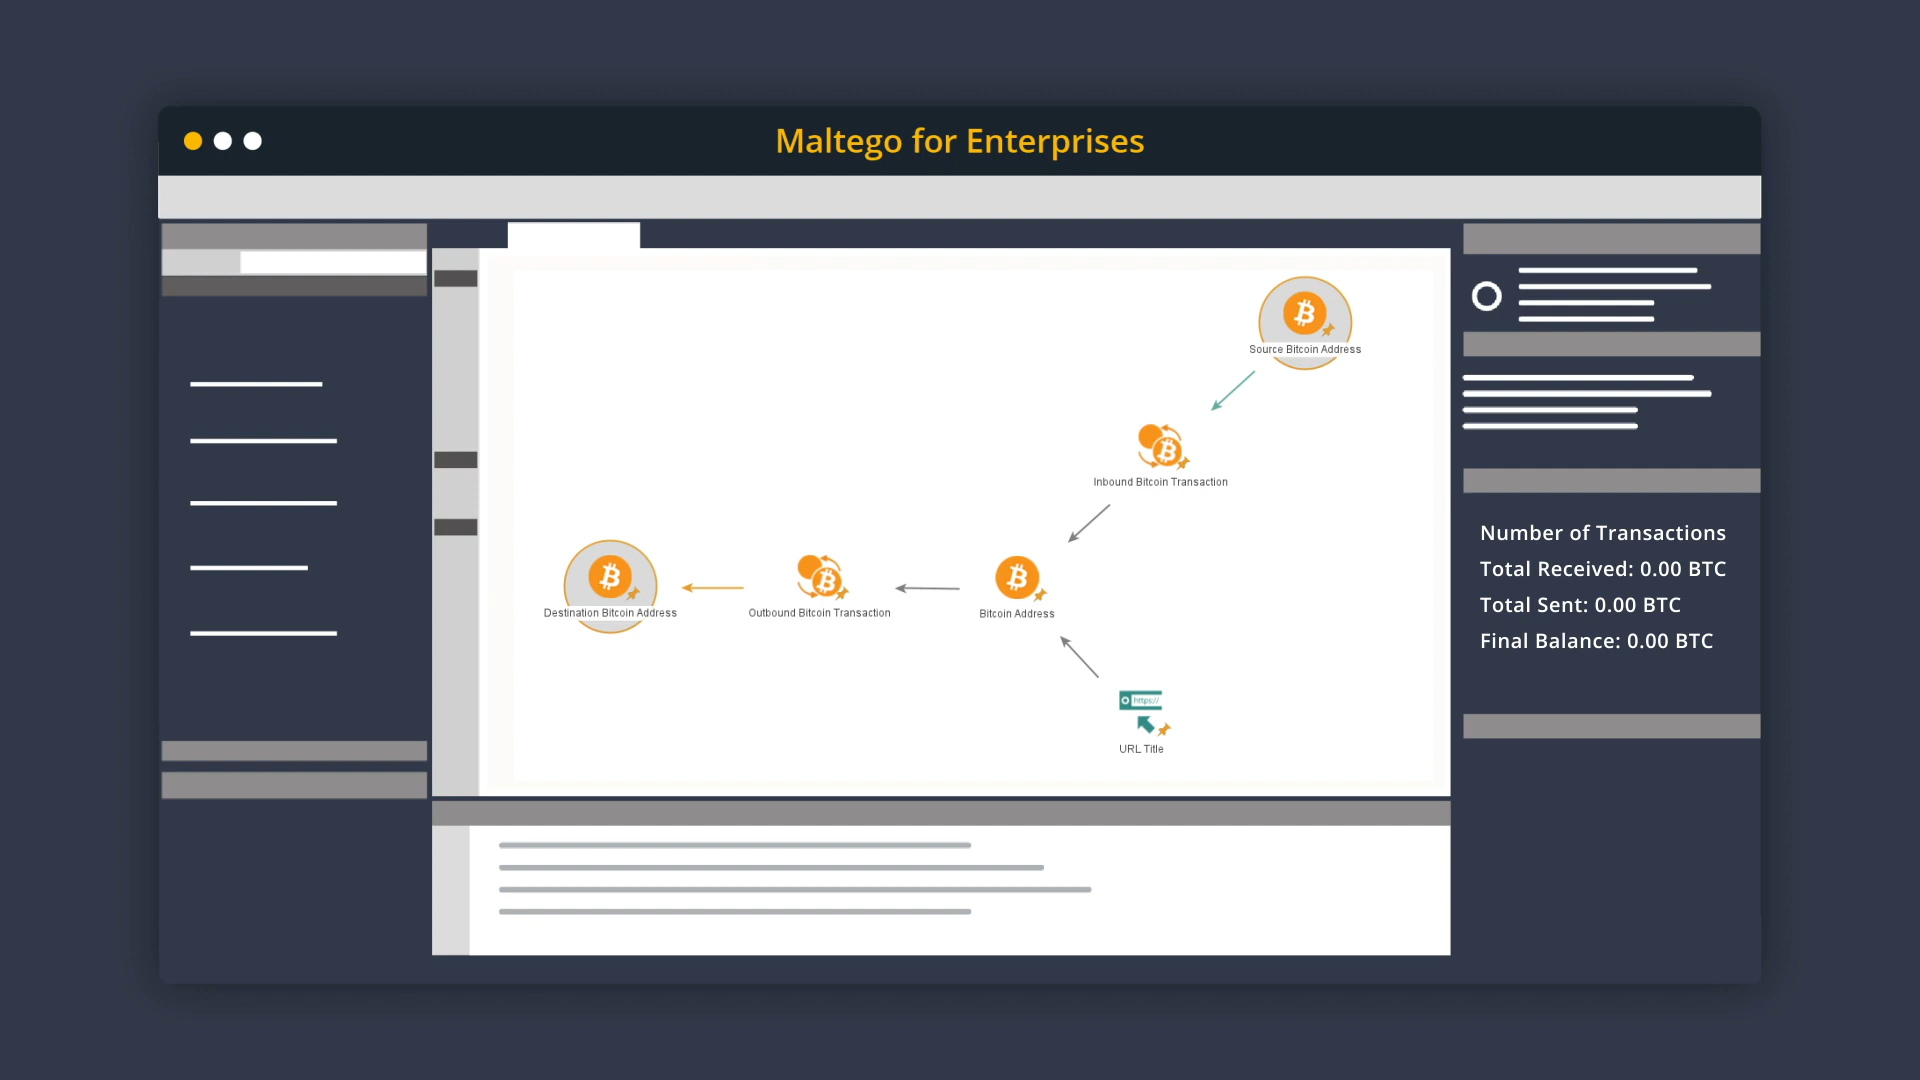 Maltego for Enterprises
Source Bitcoin Address
Inbound Bitcoin Transaction
Destination Bitcoin Address
Outbound Bitcoin Transaction
Bitcoin Address
https://
URL Title
Number of Transactions
Total Received: 0.00 BTC
Total Sent: 0.00 BTC
Final Balance: 0.00 BTC